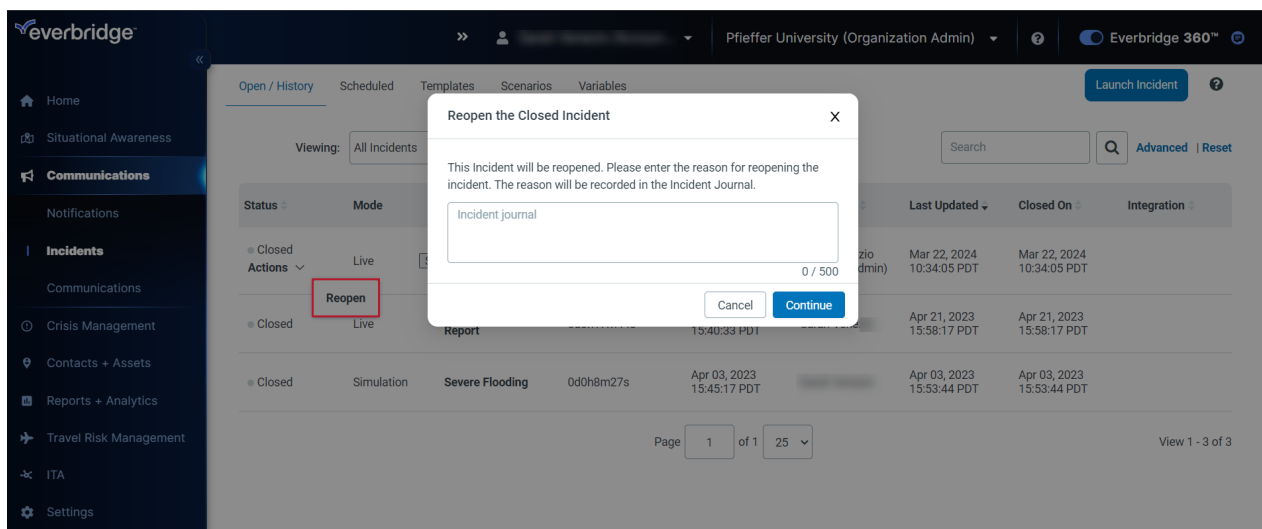 everbridge
Pfieffer University (Organization Admin)
Everbridge 360™
Home
Situational Awareness
Communications
Notifications
Incidents
Communications
Crisis Management
Contacts + Assets
Reports + Analytics
Travel Risk Management
ITA
Settings
Open / History Scheduled Templates Scenarios Variables
Launch Incident
Viewing: All Incidents
Search
Advanced | Reset
Reopen the Closed Incident
X
This Incident will be reopened. Please enter the reason for reopening the
incident. The reason will be recorded in the Incident Journal.
Incident journal
0 / 500
Cancel Continue
Status Mode Last Updated Closed On Integration
Closed
Actions
Live
Mar 22, 2024
10:34:05 PDT
Mar 22, 2024
10:34:05 PDT
Reopen
Closed Live
Report
15:40:33 PDT
Apr 21, 2023
15:58:17 PDT
Apr 21, 2023
15:58:17 PDT
Closed Simulation Severe Flooding 0d0h8m27s
Apr 03, 2023
15:45:17 PDT
Apr 03, 2023
15:53:44 PDT
Apr 03, 2023
15:53:44 PDT
Page 1 of 1 25
View 1 - 3 of 3